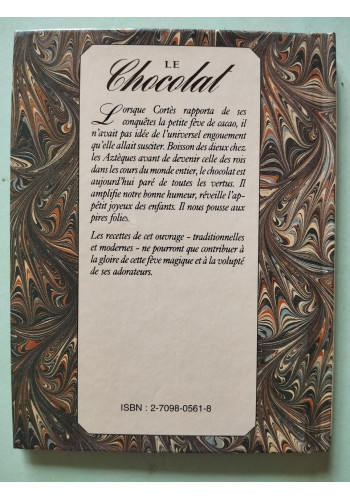 LE
Chocolat
Lorsque Cortès rapporta de ses
conquêtes la petite fève de cacao, il
n'avait pas idée de l'universel engouement
qu'elle allait susciter. Boisson des dieux chez
les Aztèques avant de devenir celle des rois
dans les cours du monde entier, le chocolat est
aujourd'hui paré de toutes les vertus. Il
amplifie notre bonne humeur, réveille l'ap-
pétit joyeux des enfants. Il nous pousse aux
pires folies.
Les recettes de cet ouvrage - traditionnelles
et modernes - ne pourront que contribuer à
la gloire de cette fève magique et à la volupté
de ses adorateurs.
ISBN : 2-7098-0561-8